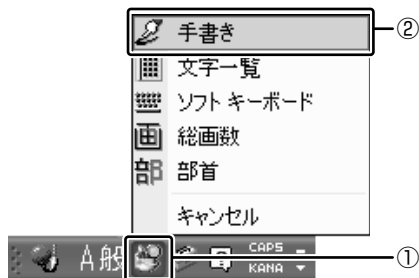 手書き ②
文字一覧
ソフト キーボード
総画数
部首
キャンセル
A 般 CAPS KANA ①